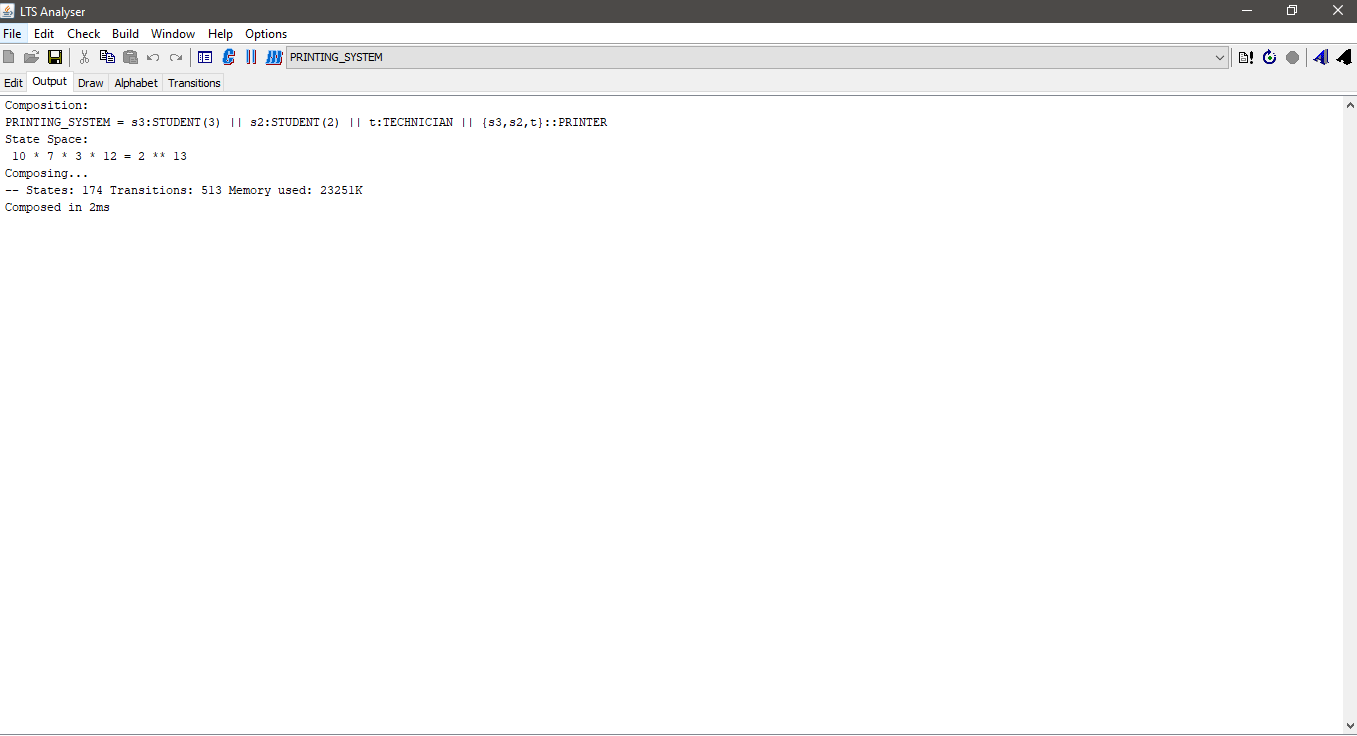 LTS Analyser
File Edit Check Build Window Help Options
PRINTING_SYSTEM
Edit Output Draw Alphabet Transitions
Composition:
PRINTING_SYSTEM = s3:STUDENT(3) || s2:STUDENT(2) || t:TECHNICIAN || {s3,s2,t}::PRINTER
State Space:
10 * 7 * 3 * 12 = 2 ** 13
Composing...
-- States: 174 Transitions: 513 Memory used: 23251K
Composed in 2ms